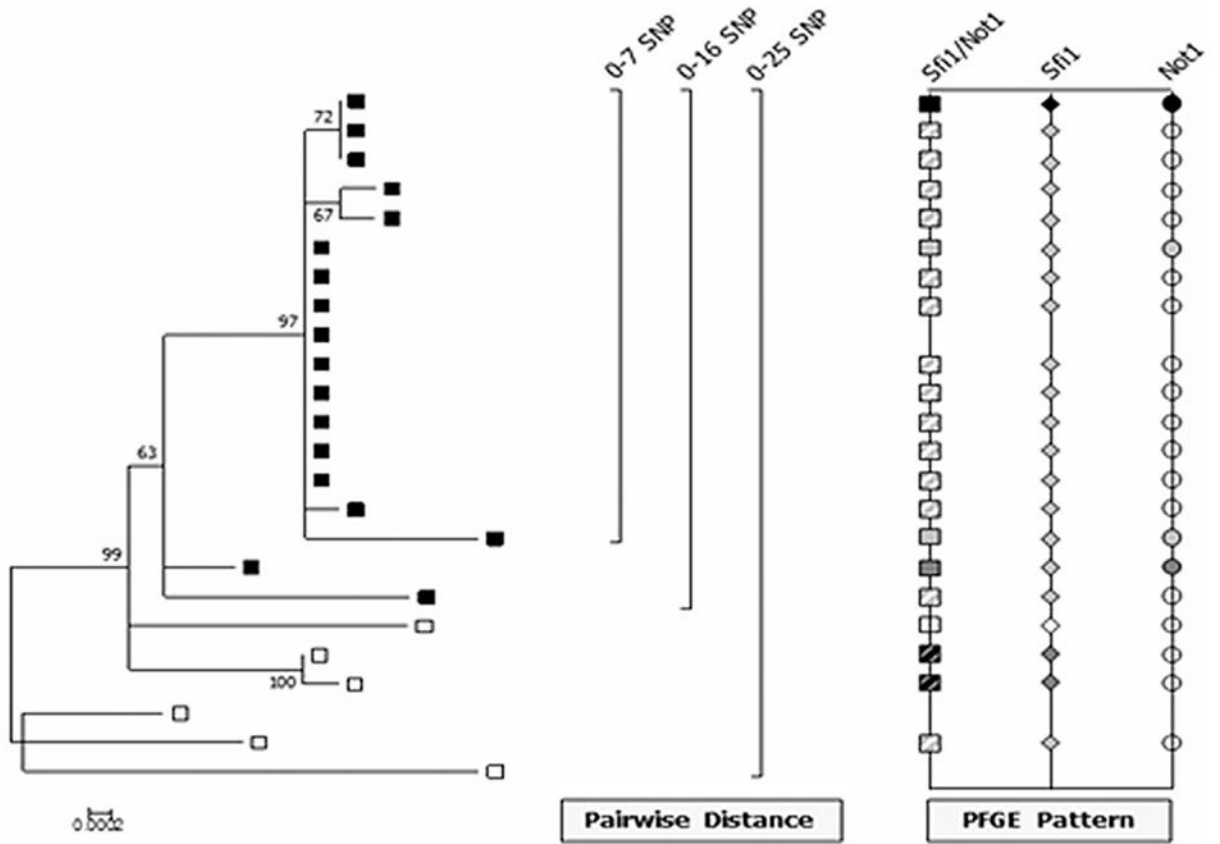 0-7 SNP
0-16 SNP
0-25 SNP
Sfi1/Not1
Sfi1
Not1
72
67
97
63
99
100
0.0002
Pairwise Distance
PFGE Pattern